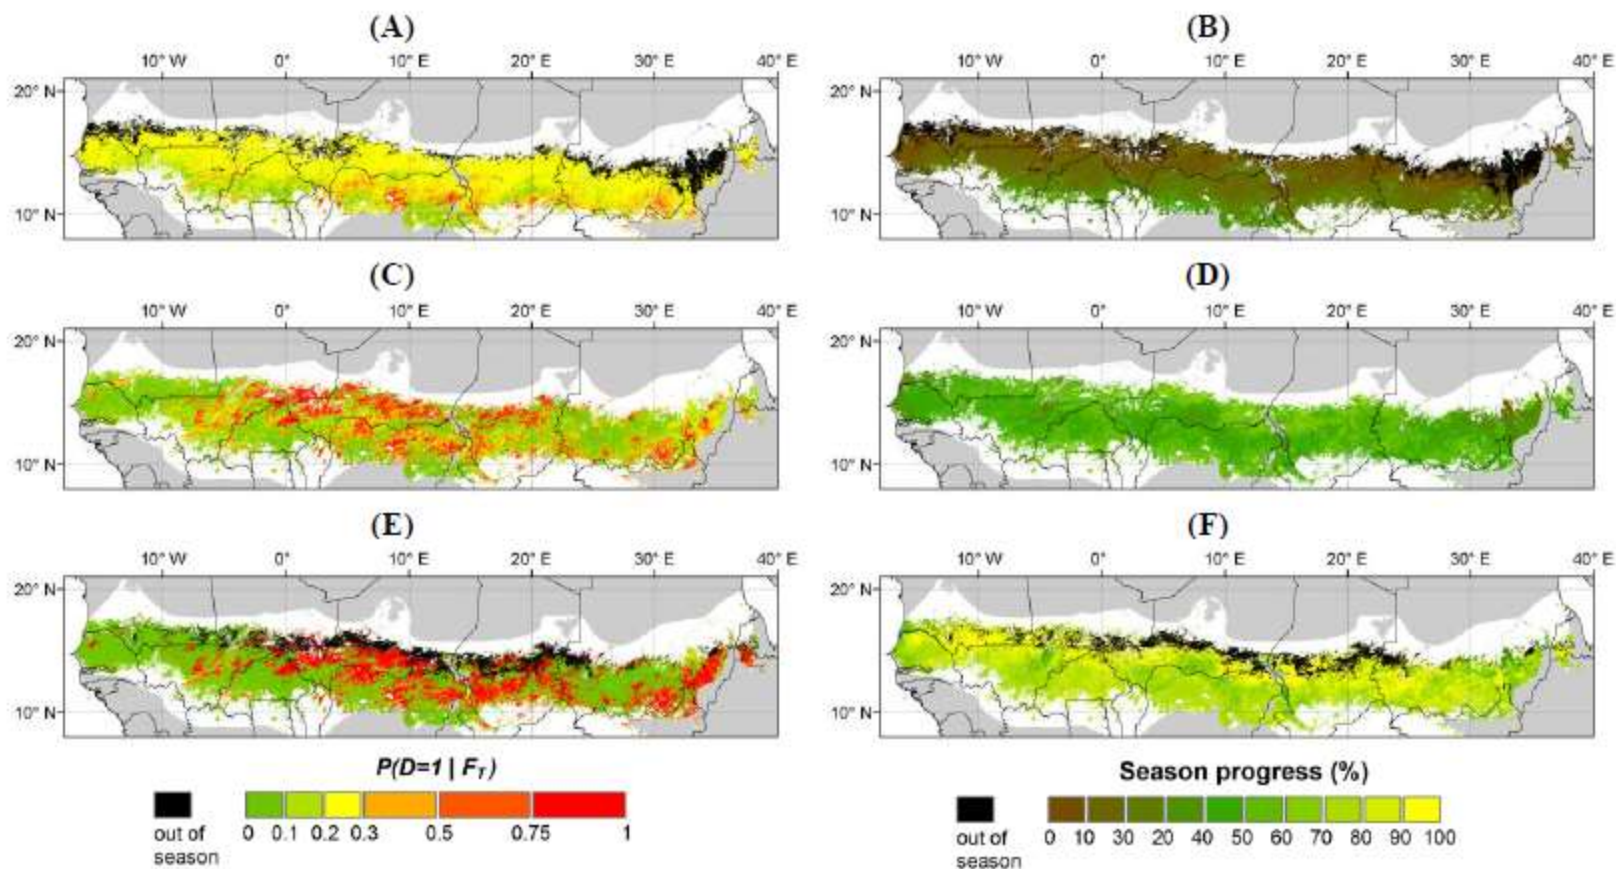 (A) (B)
10° W 0° 10° E 20° E 30° E 40° E 10° W 0° 10° E 20° E 30° E 40° E
20° N 20° N
10° N 10° N
(C) (D)
10° W 0° 10° E 20° E 30° E 40° E 10° W 0° 10° E 20° E 30° E 40° E
20° N 20° N
10° N 10° N
(E) (F)
10° W 0° 10° E 20° E 30° E 40° E 10° W 0° 10° E 20° E 30° E 40° E
20° N 20° N
10° N 10° N
P(D=1 | F_T) Season progress (%)
out of season 0 0.1 0.2 0.3 0.5 0.75 1
out of season 0 10 30 20 40 50 60 70 80 90 100